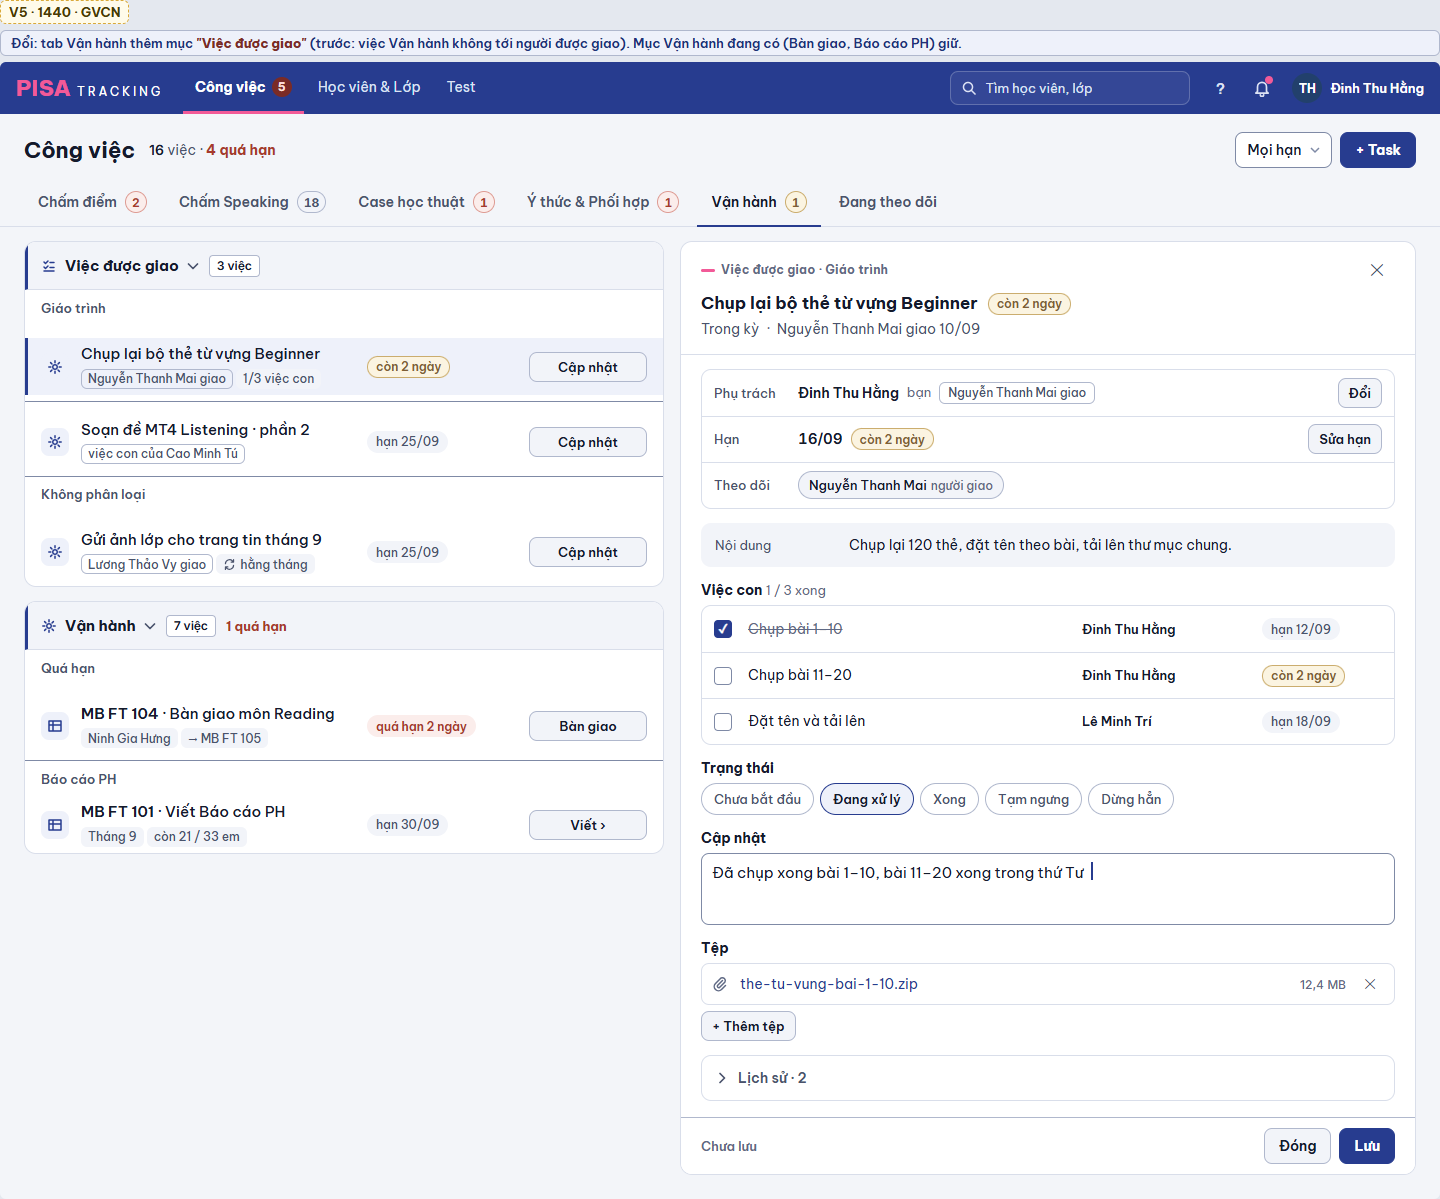 V5 · 1440 · GVCN
Đổi: tab Vận hành thêm mục "Việc được giao" (trước: việc Vận hành không tới người được giao). Mục Vận hành đang có (Bàn giao, Báo cáo PH) giữ.
PISA TRACKING Công việc 5 Học viên & Lớp Test Tìm học viên, lớp ? TH Đinh Thu Hằng
Công việc 16 việc · 4 quá hạn Mọi hạn + Task
Chấm điểm 2 Chấm Speaking 18 Case học thuật 1 Ý thức & Phối hợp 1 Vận hành 1 Đang theo dõi
Việc được giao 3 việc
Giáo trình
Chụp lại bộ thẻ từ vựng Beginner
Nguyễn Thanh Mai giao 1/3 việc con
còn 2 ngày
Cập nhật
Soạn đề MT4 Listening · phần 2
việc con của Cao Minh Tú
hạn 25/09
Cập nhật
Không phân loại
Gửi ảnh lớp cho trang tin tháng 9
Lương Thảo Vy giao hằng tháng
hạn 25/09
Cập nhật
Vận hành 7 việc 1 quá hạn
Quá hạn
MB FT 104 · Bàn giao môn Reading
Ninh Gia Hưng → MB FT 105
quá hạn 2 ngày
Bàn giao
Báo cáo PH
MB FT 101 · Viết Báo cáo PH
Tháng 9 còn 21 / 33 em
hạn 30/09
Viết ›
Việc được giao · Giáo trình
Chụp lại bộ thẻ từ vựng Beginner còn 2 ngày
Trong kỳ · Nguyễn Thanh Mai giao 10/09
Phụ trách Đinh Thu Hằng bạn Nguyễn Thanh Mai giao Đổi
Hạn 16/09 còn 2 ngày Sửa hạn
Theo dõi Nguyễn Thanh Mai người giao
Nội dung Chụp lại 120 thẻ, đặt tên theo bài, tải lên thư mục chung.
Việc con 1 / 3 xong
Chụp bài 1–10 Đinh Thu Hằng hạn 12/09
Chụp bài 11–20 Đinh Thu Hằng còn 2 ngày
Đặt tên và tải lên Lê Minh Trí hạn 18/09
Trạng thái
Chưa bắt đầu Đang xử lý Xong Tạm ngưng Dừng hẳn
Cập nhật
Đã chụp xong bài 1–10, bài 11–20 xong trong thứ Tư
Tệp
the-tu-vung-bai-1-10.zip 12,4 MB
+ Thêm tệp
Lịch sử · 2
Chưa lưu Đóng Lưu